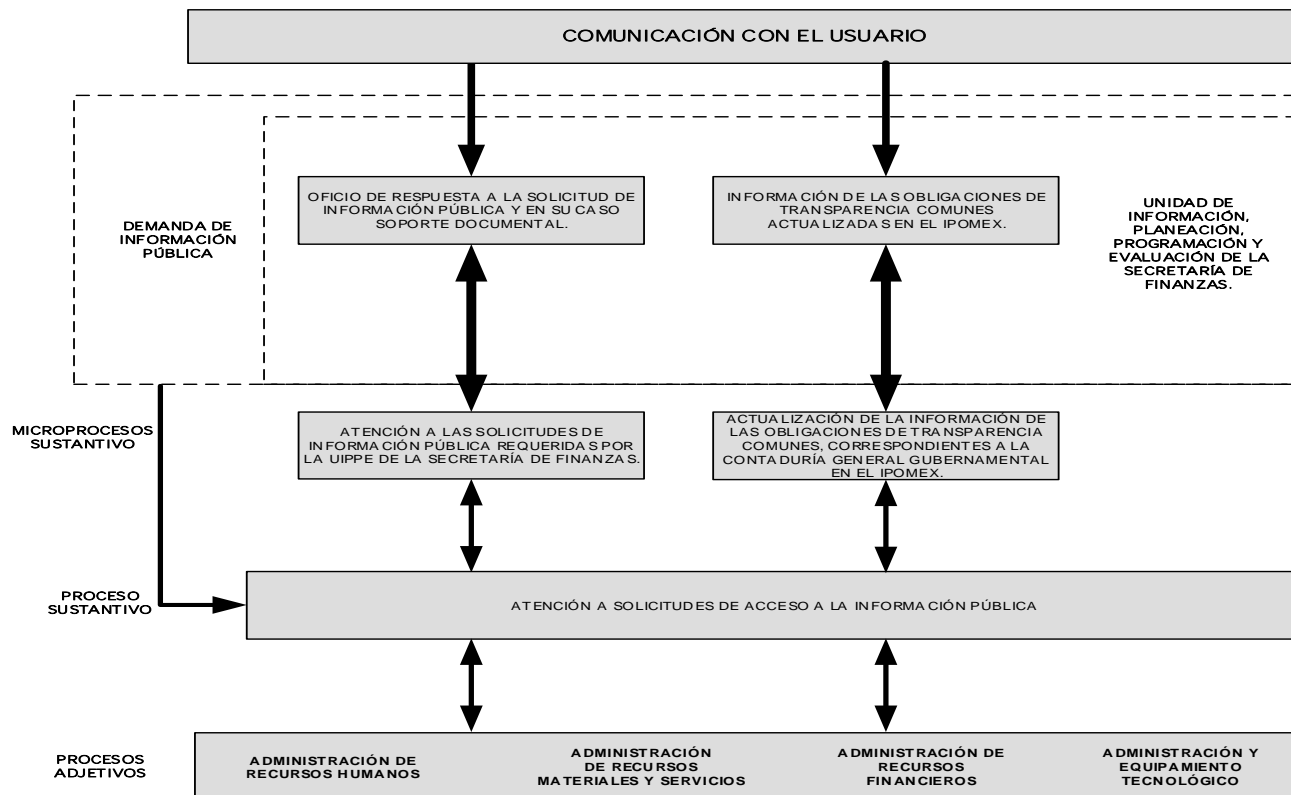 COMUNICACIÓN CON EL USUARIO
DEMANDA DE
INFORMACIÓN
PÚBLICA
OFICIO DE RESPUESTA A LA SOLICITUD DE
INFORMACIÓN PÚBLICA Y EN SU CASO
SOPORTE DOCUMENTAL.
INFORMACIÓN DE LAS OBLIGACIONES DE
TRANSPARENCIA COMUNES
ACTUALIZADAS EN EL IPOMEX.
UNIDAD DE
INFORMACIÓN,
PLANEACIÓN,
PROGRAMACIÓN Y
EVALUACIÓN DE LA
SECRETARÍA DE
FINANZAS.
MICROPROCESOS
SUSTANTIVO
ATENCIÓN A LAS SOLICITUDES DE
INFORMACIÓN PÚBLICA REQUERIDAS POR
LA UIPPE DE LA SECRETARÍA DE FINANZAS.
ACTUALIZACIÓN DE LA INFORMACIÓN DE
LAS OBLIGACIONES DE TRANSPARENCIA
COMUNES, CORRESPONDIENTES A LA
CONTADURÍA GENERAL GUBERNAMENTAL
EN EL IPOMEX.
PROCESO
SUSTANTIVO
ATENCIÓN A SOLICITUDES DE ACCESO A LA INFORMACIÓN PÚBLICA
PROCESOS
ADJETIVOS
ADMINISTRACIÓN DE
RECURSOS HUMANOS
ADMINISTRACIÓN
DE RECURSOS
MATERIALES Y SERVICIOS
ADMINISTRACIÓN DE
RECURSOS
FINANCIEROS
ADMINISTRACIÓN Y
EQUIPAMIENTO
TECNOLÓGICO